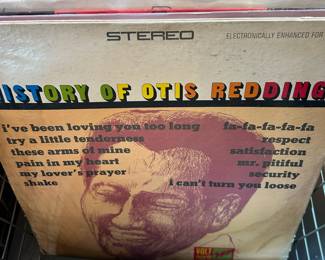 STEREO
ELECTRONICALLY ENHANCED FOR
HISTORY OF OTIS REDDING
i've been loving you too long
try a little tenderness
these arms of mine
pain in my heart
my lover's prayer
shake
fa-fa-fa-fa-fa
respect
satisfaction
mr. pitiful
security
i can't turn you loose
VOLT